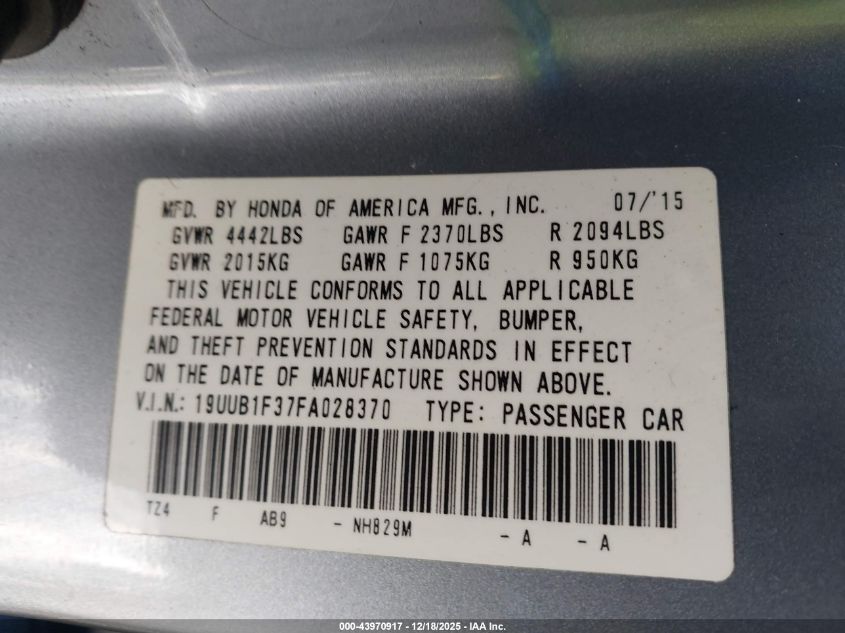 MFD. BY HONDA OF AMERICA MFG., INC. 07/'15
GVWR 4442LBS GAWR F 2370LBS R 2094LBS
GVWR 2015KG GAWR F 1075KG R 950KG
THIS VEHICLE CONFORMS TO ALL APPLICABLE
FEDERAL MOTOR VEHICLE SAFETY, BUMPER,
AND THEFT PREVENTION STANDARDS IN EFFECT
ON THE DATE OF MANUFACTURE SHOWN ABOVE.
V.I.N.: 19UUB1F37FA028370 TYPE: PASSENGER CAR
TZ4 F AB9 - NH829M - A - A
000-43970917 - 12/18/2025 - IAA Inc.